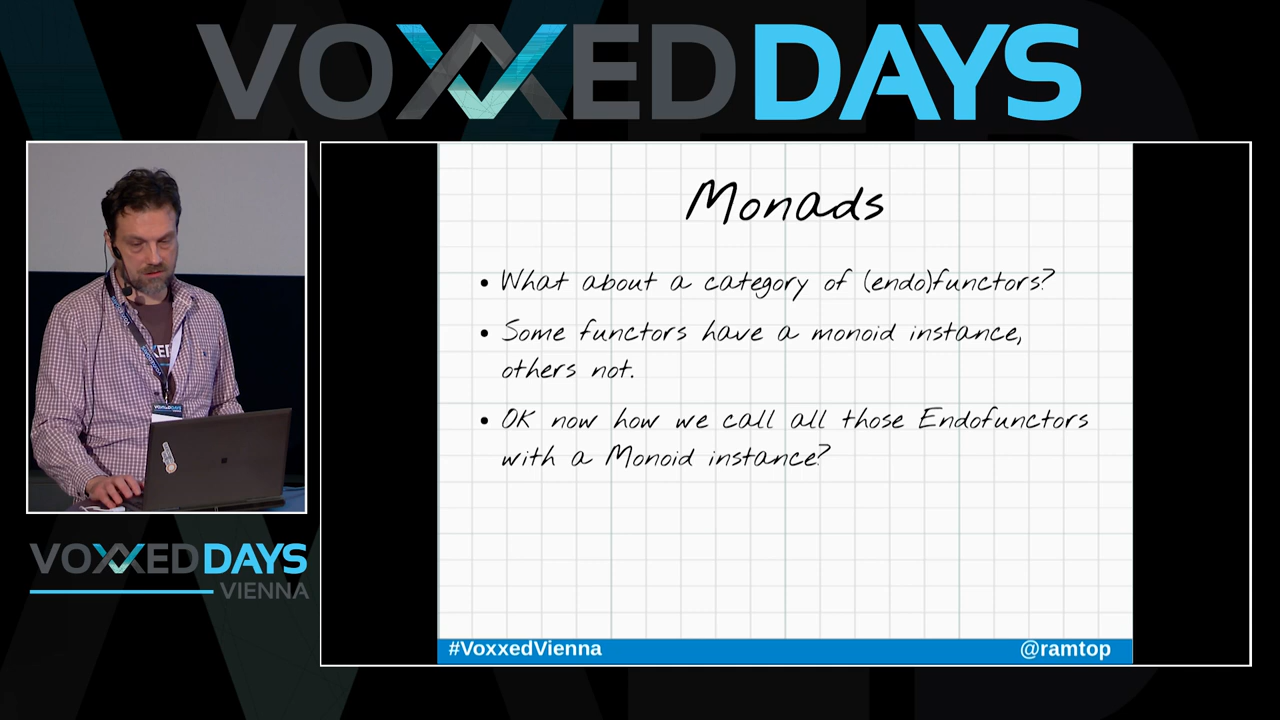 VOXXED DAYS
Monads
• What about a category of (endo)functors?
• Some functors have a monoid instance,
others not.
• OK now how we call all those Endofunctors
with a Monoid instance?
#VoxxedVienna
@ramtop
VOXXED DAYS
VIENNA